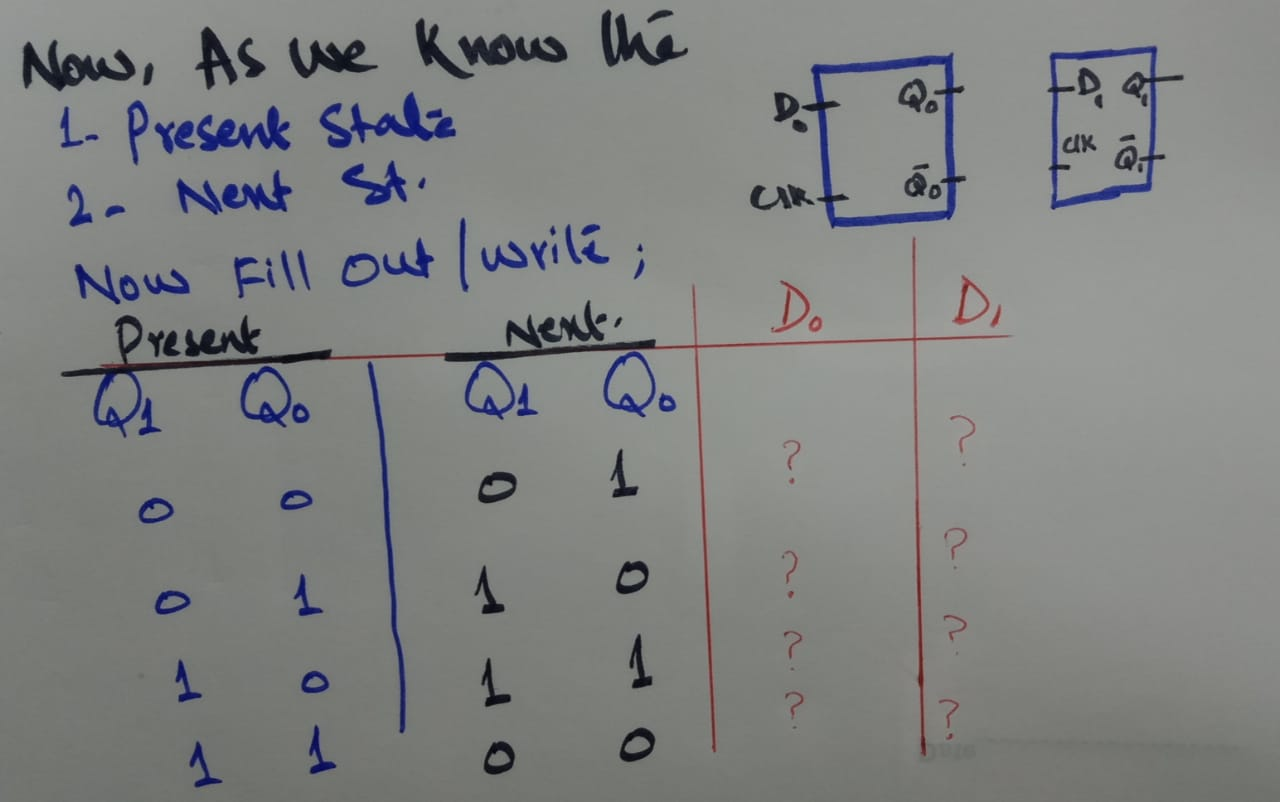 Now, As we Know the
1- Present State
2- Next St.
Now Fill Out / write ;
D₀ Q₀
Clk Q̅₀
D₁ Q₁
Clk Q̅₁
Present Next. D₀ D₁
Q1 Q₀ Q1 Q₀
0 0 0 1 ? ?
0 1 1 0 ? ?
1 0 1 1 ? ?
1 1 0 0 ? ?